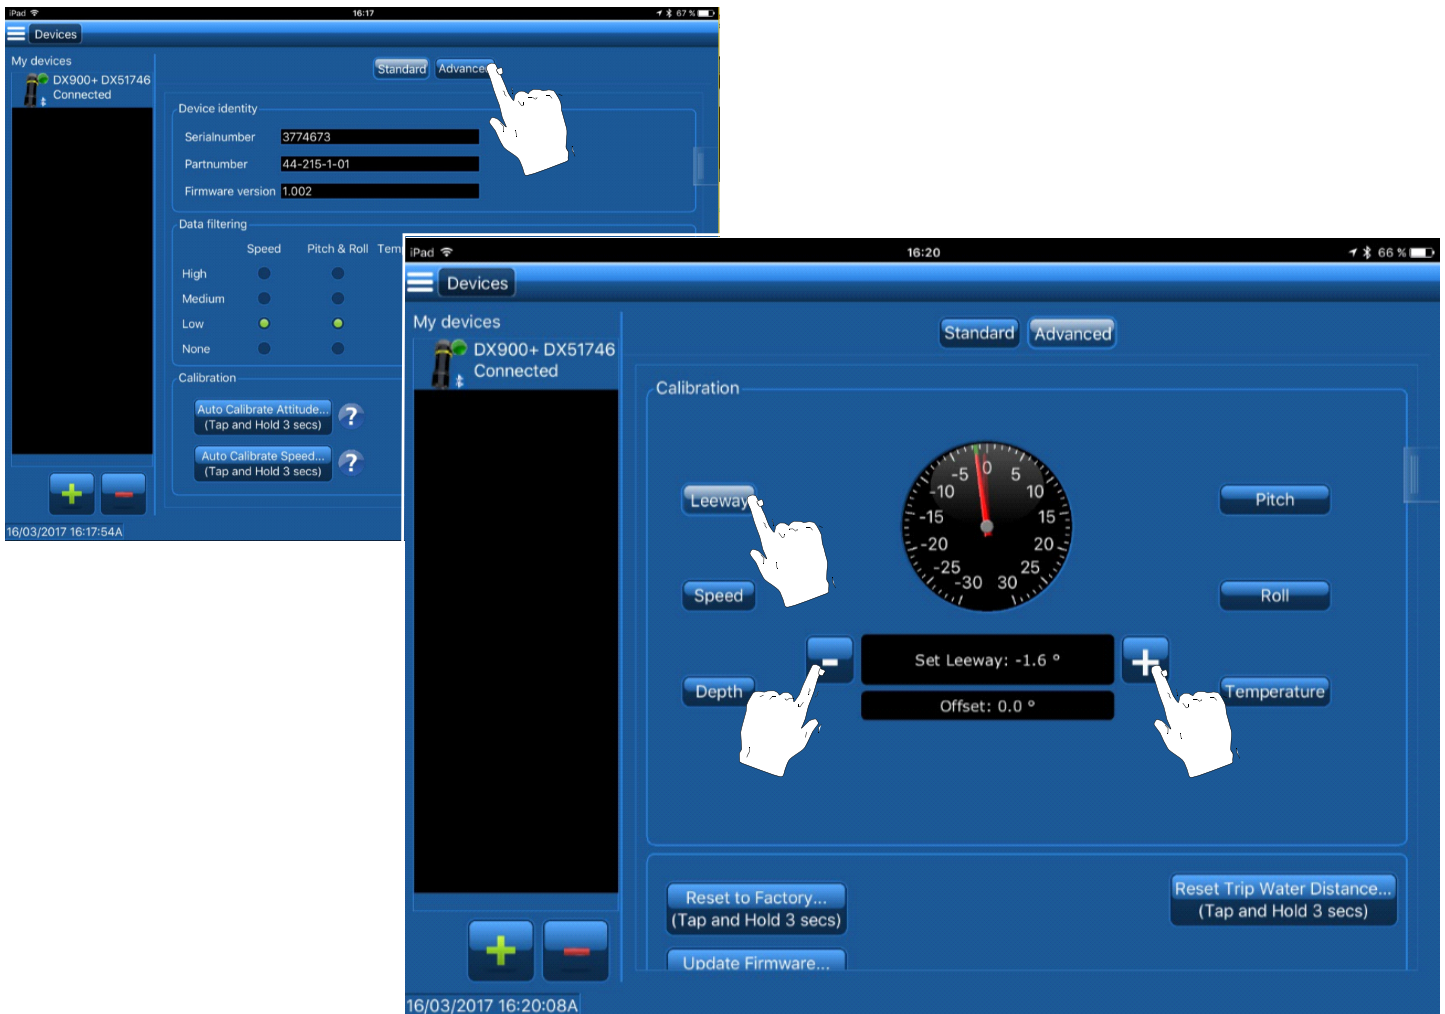 iPad
16:17
67 %
Devices
My devices
DX900+ DX51746
Connected
Standard
Advance
Device identity
Serialnumber
3774673
Partnumber
44-215-1-01
Firmware version
1.002
Data filtering
Speed
Pitch & Roll
Tem
High
Medium
Low
None
Calibration
Auto Calibrate Attitude...
(Tap and Hold 3 secs)
?
Auto Calibrate Speed...
(Tap and Hold 3 secs)
?
16/03/2017 16:17:54A
iPad
16:20
66 %
Devices
My devices
DX900+ DX51746
Connected
Standard
Advanced
Calibration
-5 0 5
-10 10
-15 15
-20 20
-25 25
-30 30
Leeway
Pitch
Speed
Roll
Depth
Temperature
-
Set Leeway: -1.6 °
+
Offset: 0.0 °
Reset to Factory...
(Tap and Hold 3 secs)
Reset Trip Water Distance...
(Tap and Hold 3 secs)
Update Firmware...
16/03/2017 16:20:08A